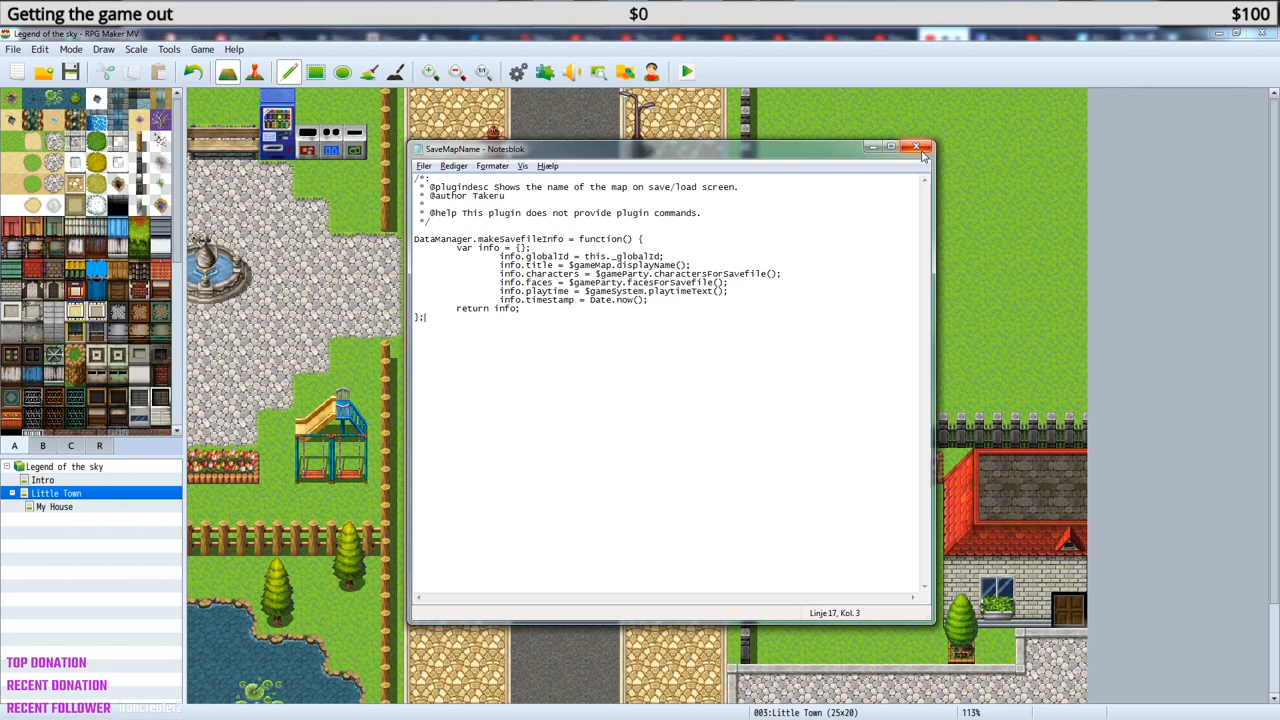 Getting the game out $0 $100
Legend of the sky - RPG Maker MV
File Edit Mode Draw Scale Tools Game Help
SaveMapName - Notesblok
Filer Rediger Formater Vis Hjælp
/*:
* @plugindesc Shows the name of the map on save/load screen.
* @author Takeru
*
* @help This plugin does not provide plugin commands.
*/
DataManager.makeSavefileInfo = function() {
var info = {};
info.globalId = this._globalId;
info.title = $gameMap.displayName();
info.characters = $gameParty.charactersForSavefile();
info.faces = $gameParty.facesForSavefile();
info.playtime = $gameSystem.playtimeText();
info.timestamp = Date.now();
return info;
};
Linje 17, Kol. 3
A B C R
Legend of the sky
Intro
Little Town
My House
TOP DONATION
RECENT DONATION
RECENT FOLLOWER ironcreater2
003:Little Town (25x20) 113%